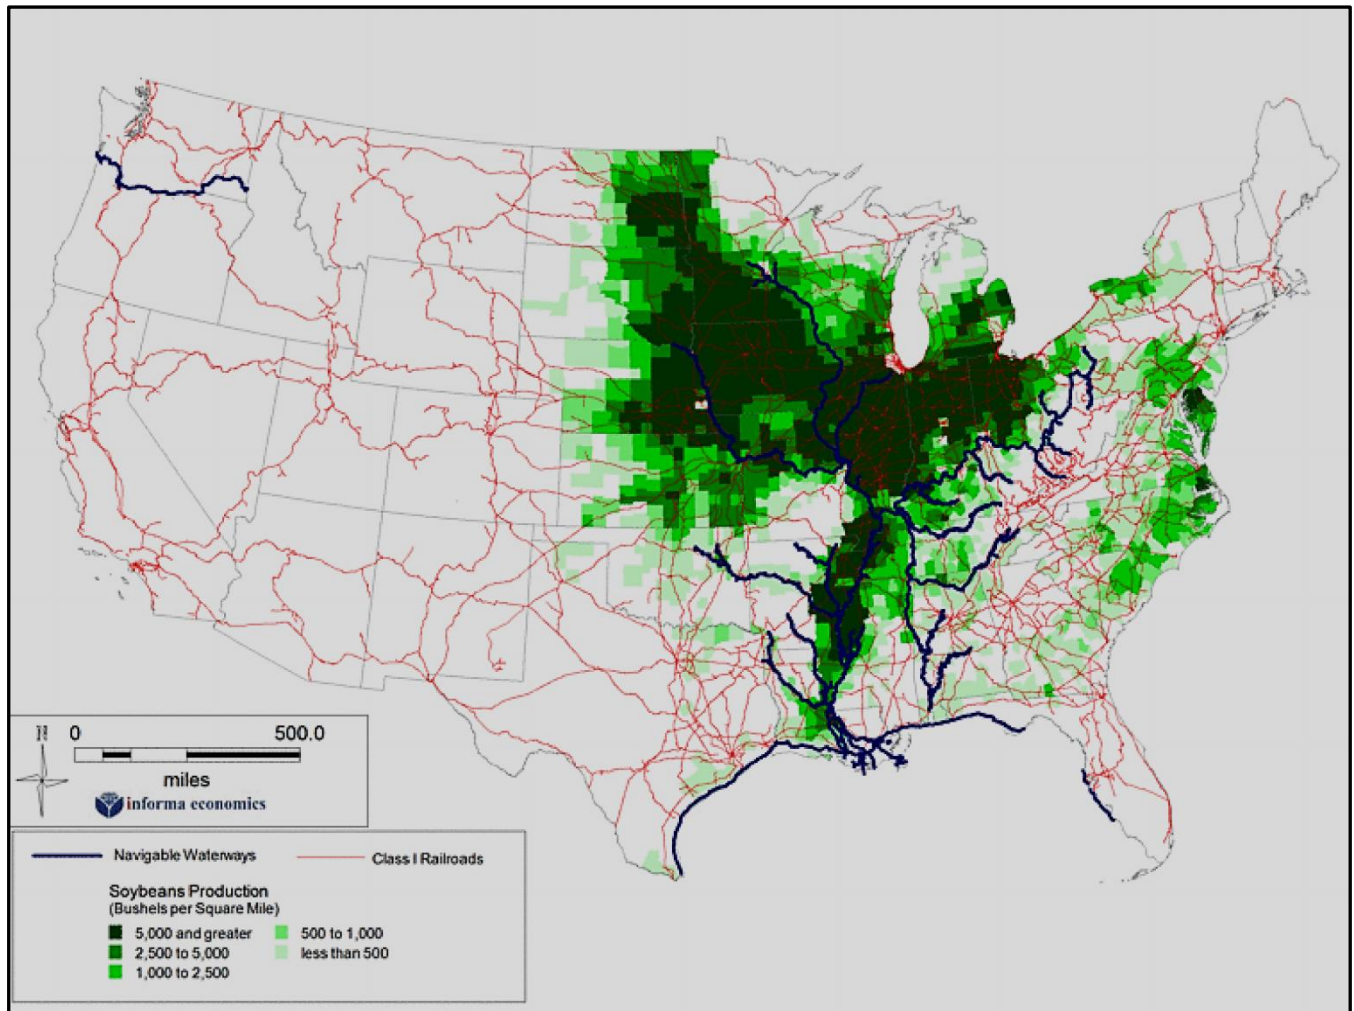 N
0 500.0
miles
informa economics
Navigable Waterways Class I Railroads
Soybeans Production
(Bushels per Square Mile)
5,000 and greater 500 to 1,000
2,500 to 5,000 less than 500
1,000 to 2,500